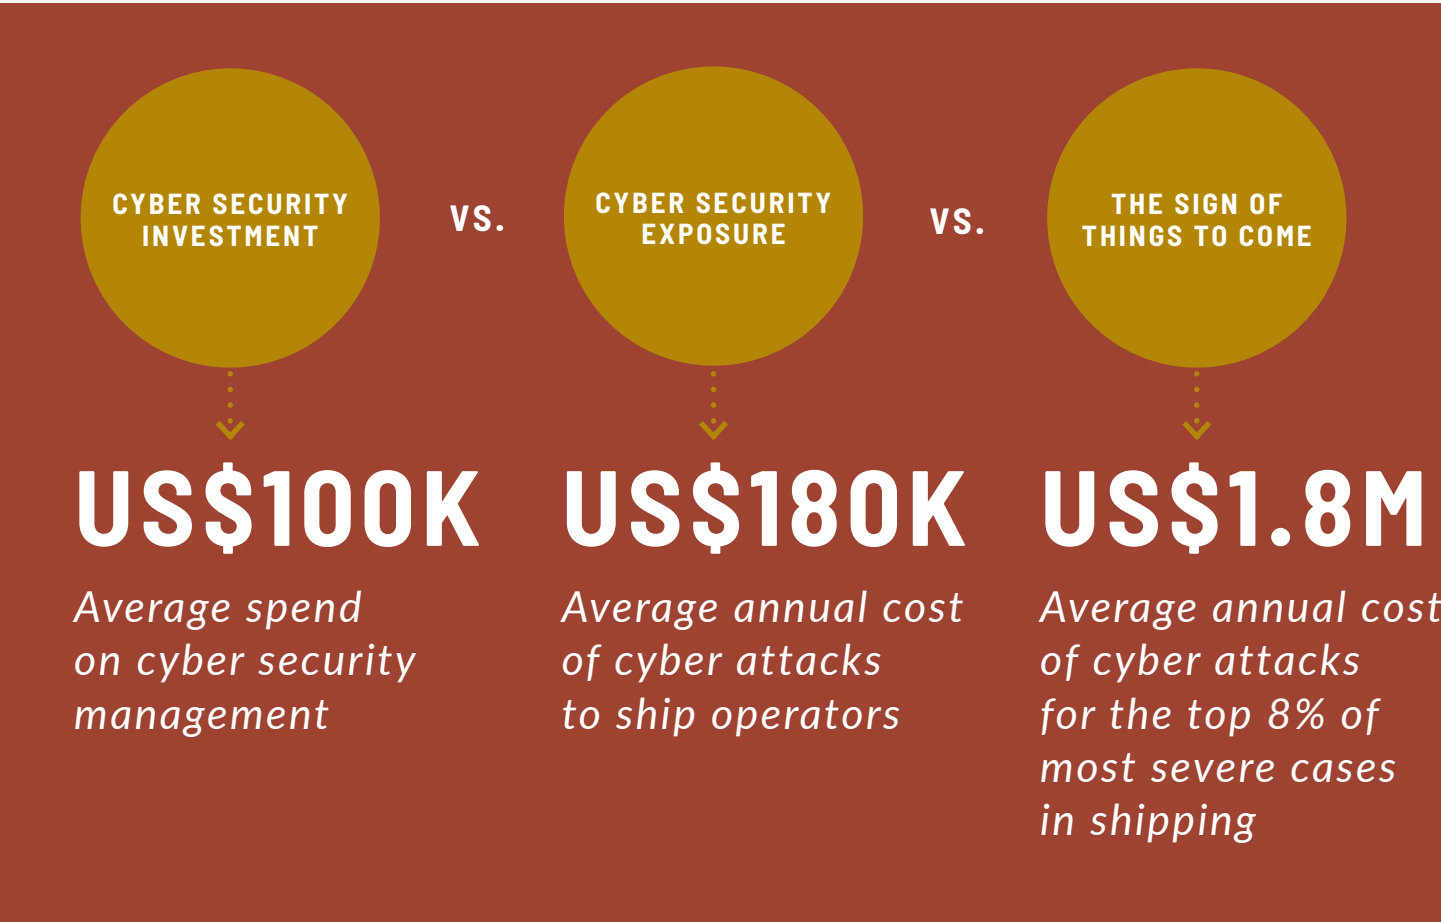 CYBER SECURITY
INVESTMENT
VS.
CYBER SECURITY
EXPOSURE
VS.
THE SIGN OF
THINGS TO COME
US$100K
Average spend
on cyber security
management
US$180K
Average annual cost
of cyber attacks
to ship operators
US$1.8M
Average annual cost
of cyber attacks
for the top 8% of
most severe cases
in shipping